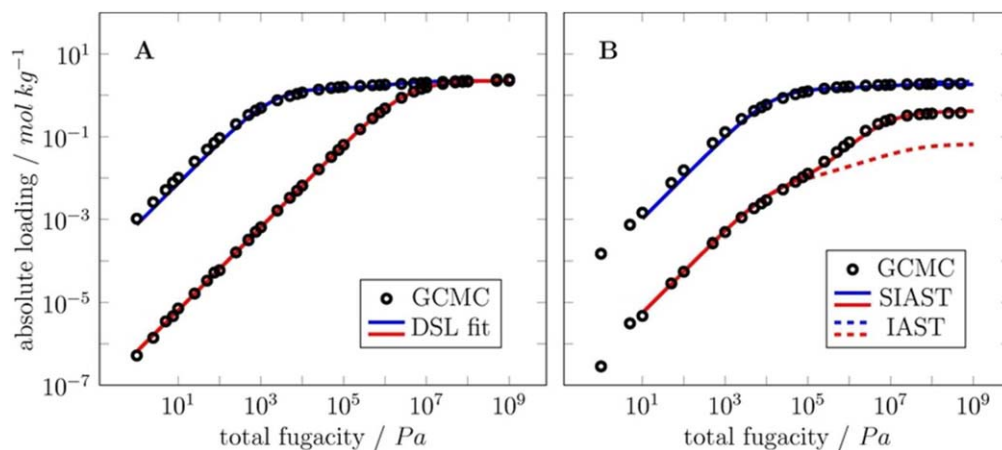 absolute loading / mol kg⁻¹
10¹
10⁻¹
10⁻³
10⁻⁵
10⁻⁷
A
GCMC
DSL fit
10¹ 10³ 10⁵ 10⁷ 10⁹
total fugacity / Pa
B
GCMC
SIAST
IAST
10¹ 10³ 10⁵ 10⁷ 10⁹
total fugacity / Pa